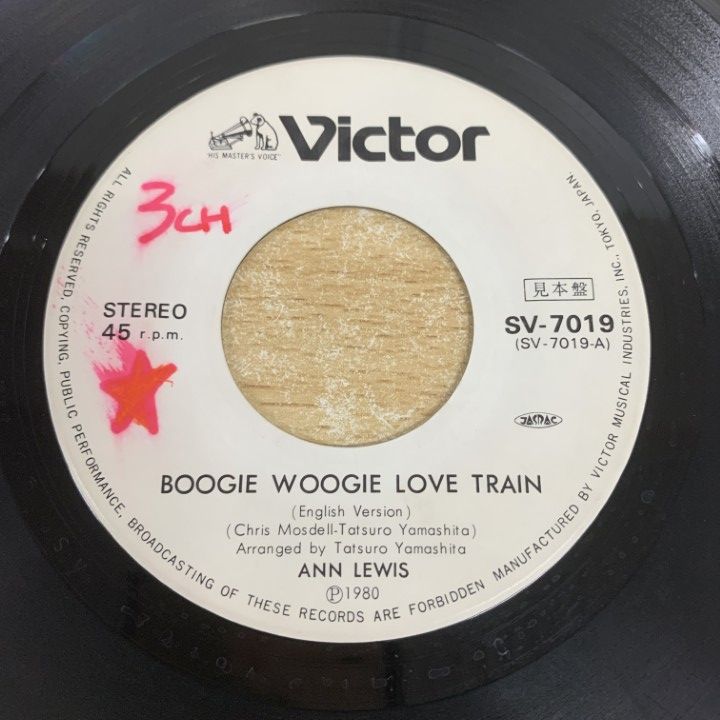 Victor
"HIS MASTER'S VOICE"
3CH
STEREO
45 r.p.m.
見本盤
SV-7019
(SV-7019-A)
JASRAC
BOOGIE WOOGIE LOVE TRAIN
(English Version)
(Chris Mosdell-Tatsuro Yamashita)
Arranged by Tatsuro Yamashita
ANN LEWIS
Ⓟ1980
ALL RIGHTS RESERVED, COPYING, PUBLIC PERFORMANCE, BROADCASTING OF THESE RECORDS ARE FORBIDDEN MANUFACTURED BY VICTOR MUSICAL INDUSTRIES, INC., TOKYO, JAPAN.